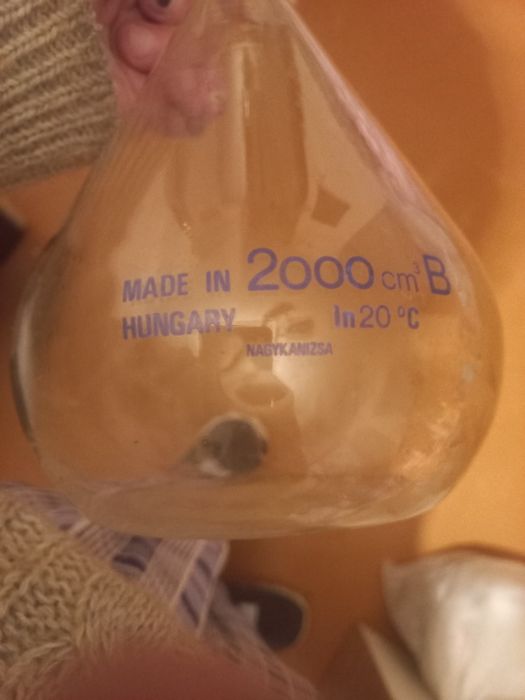 MADE IN 2000 cm³ B
HUNGARY In 20 °C
NAGYKANIZSA